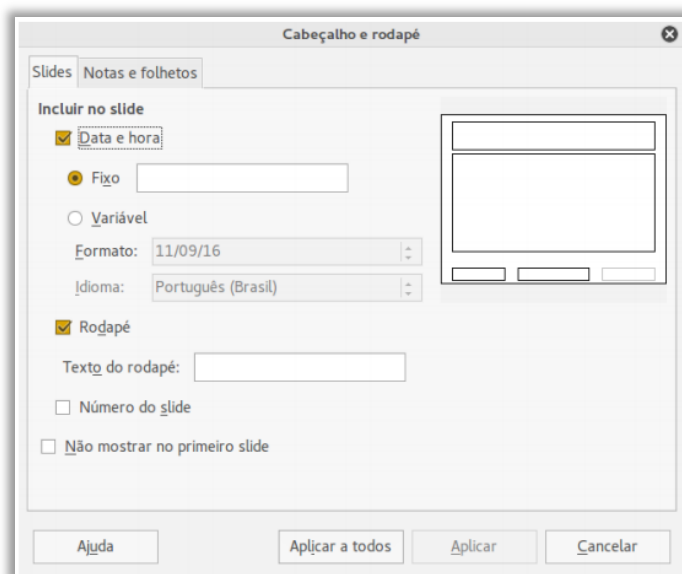 Cabeçalho e rodapé
Slides Notas e folhetos
Incluir no slide
Data e hora
Fixo
Variável
Formato: 11/09/16
Idioma: Português (Brasil)
Rodapé
Texto do rodapé:
Número do slide
Não mostrar no primeiro slide
Ajuda Aplicar a todos Aplicar Cancelar